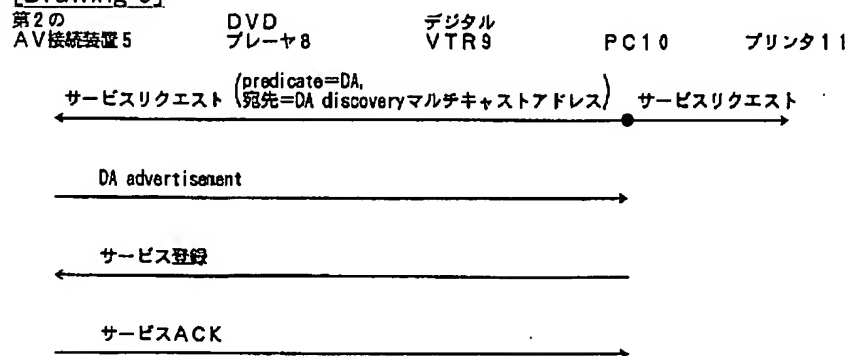 第2の
AV接続装置5
DVD
プレーヤ8
デジタル
VTR9
PC10
プリンタ11
サービスリクエスト
(predicate=DA,
宛先=DA discoveryマルチキャストアドレス)
サービスリクエスト
DA advertisement
サービス登録
サービスACK